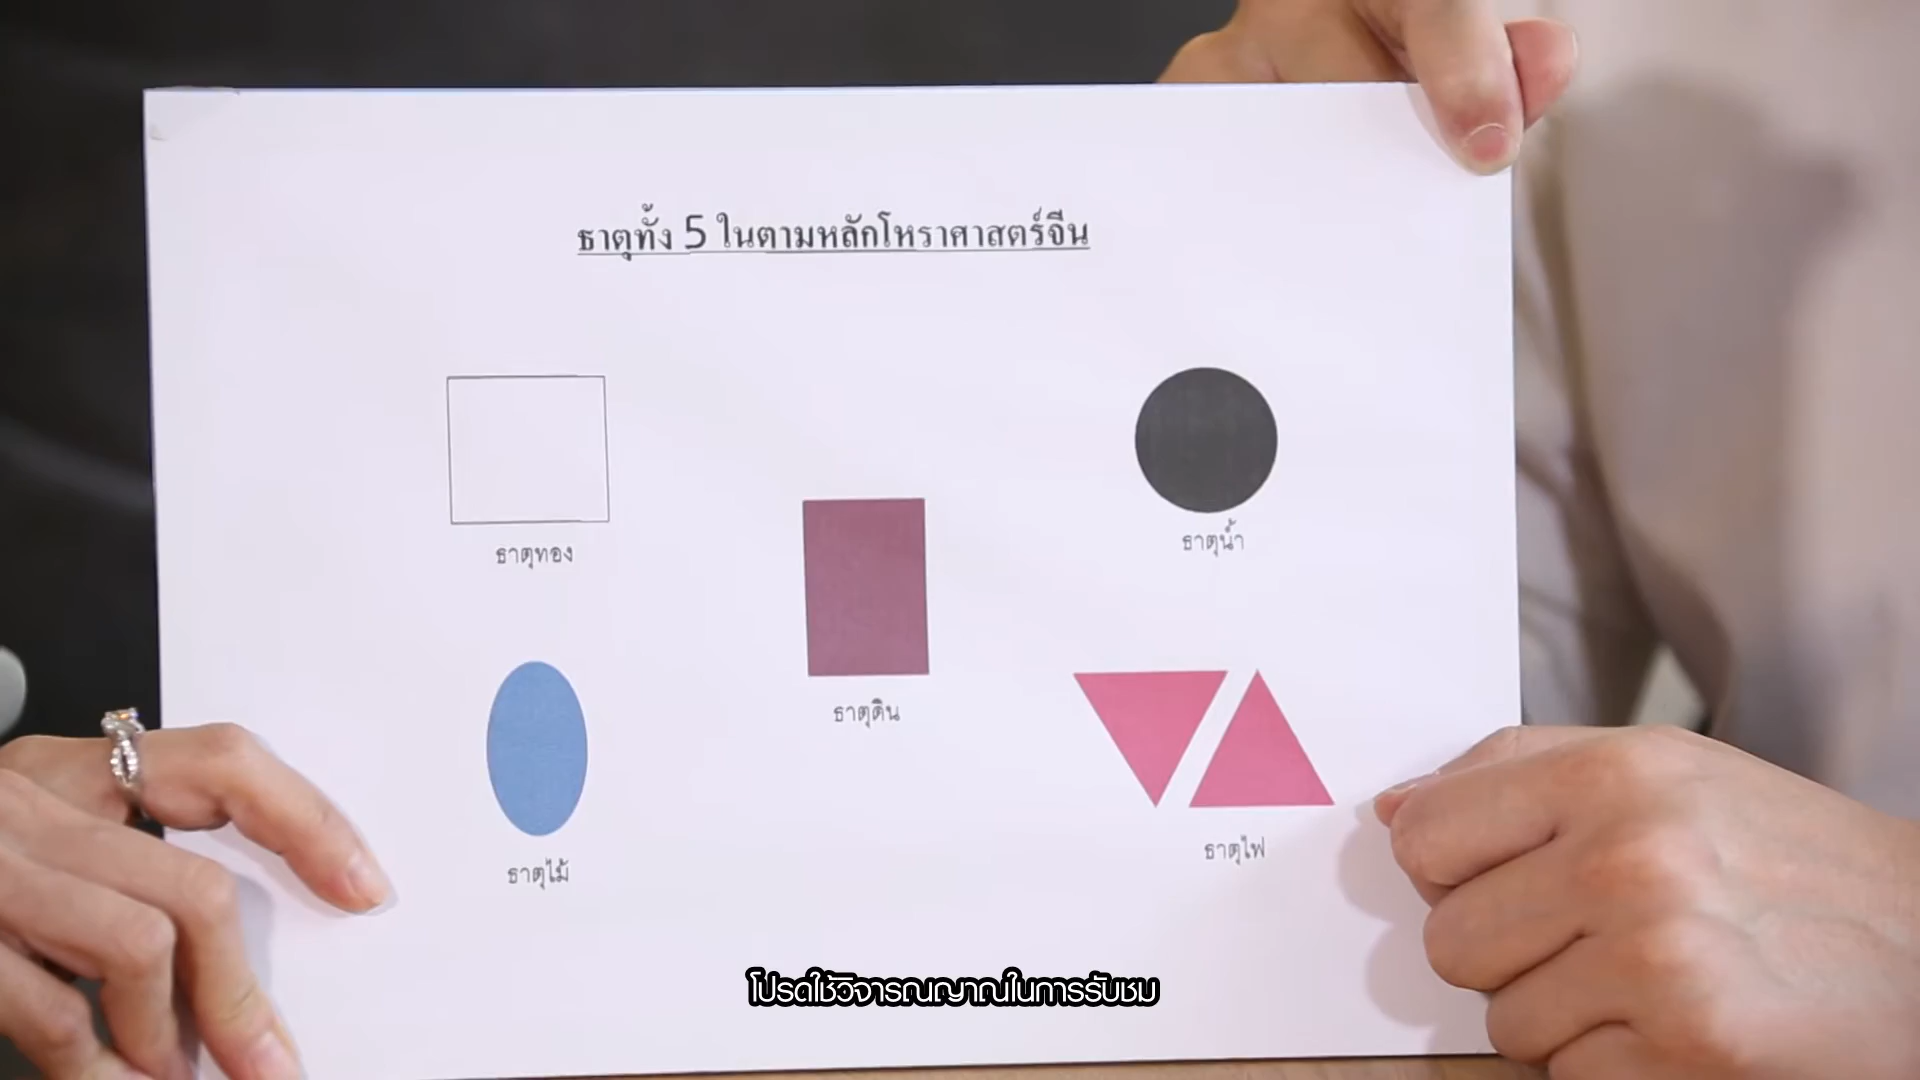 ธาตุทั้ง 5 ในตามหลักโหราศาสตร์จีน
ธาตุทอง
ธาตุน้ำ
ธาตุดิน
ธาตุไม้
ธาตุไฟ
โปรดใช้วิจารณญาณในการรับชม